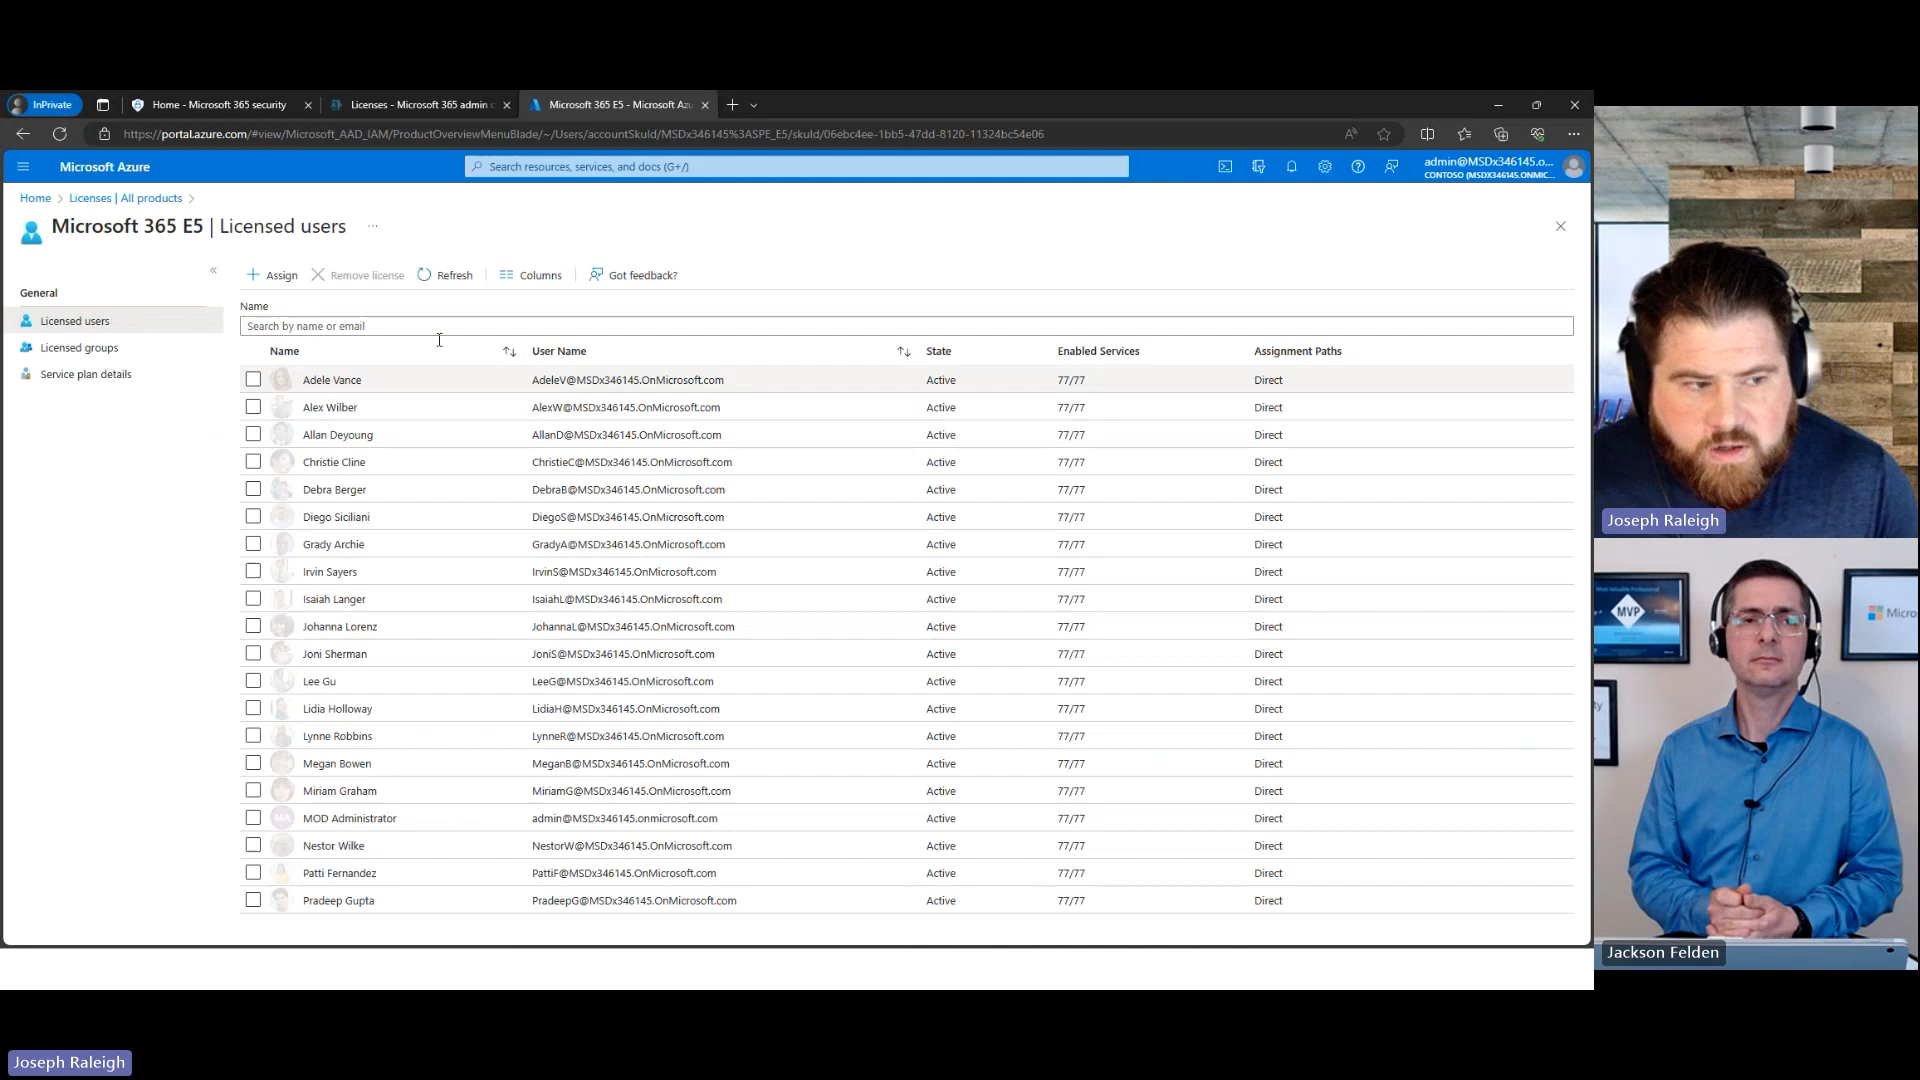 InPrivate
Home - Microsoft 365 security
Licenses - Microsoft 365 admin c
Microsoft 365 E5 - Microsoft Azu
https://portal.azure.com/#view/Microsoft_AAD_IAM/ProductOverviewMenuBlade/~/Users/accountSkuId/MSDx346145%3ASPE_E5/skuId/06ebc4ee-1bb5-47dd-8120-11324bc54e06
Microsoft Azure
Search resources, services, and docs (G+/)
admin@MSDx346145.o...
CONTOSO (MSDX346145.ONMIC...
Home > Licenses | All products >
Microsoft 365 E5 | Licensed users ...
General
Licensed users
Licensed groups
Service plan details
Assign Remove license Refresh Columns Got feedback?
Name
Search by name or email
Name User Name State Enabled Services Assignment Paths
Adele Vance AdeleV@MSDx346145.OnMicrosoft.com Active 77/77 Direct
Alex Wilber AlexW@MSDx346145.OnMicrosoft.com Active 77/77 Direct
Allan Deyoung AllanD@MSDx346145.OnMicrosoft.com Active 77/77 Direct
Christie Cline ChristieC@MSDx346145.OnMicrosoft.com Active 77/77 Direct
Debra Berger DebraB@MSDx346145.OnMicrosoft.com Active 77/77 Direct
Diego Siciliani DiegoS@MSDx346145.OnMicrosoft.com Active 77/77 Direct
Grady Archie GradyA@MSDx346145.OnMicrosoft.com Active 77/77 Direct
Irvin Sayers IrvinS@MSDx346145.OnMicrosoft.com Active 77/77 Direct
Isaiah Langer IsaiahL@MSDx346145.OnMicrosoft.com Active 77/77 Direct
Johanna Lorenz JohannaL@MSDx346145.OnMicrosoft.com Active 77/77 Direct
Joni Sherman JoniS@MSDx346145.OnMicrosoft.com Active 77/77 Direct
Lee Gu LeeG@MSDx346145.OnMicrosoft.com Active 77/77 Direct
Lidia Holloway LidiaH@MSDx346145.OnMicrosoft.com Active 77/77 Direct
Lynne Robbins LynneR@MSDx346145.OnMicrosoft.com Active 77/77 Direct
Megan Bowen MeganB@MSDx346145.OnMicrosoft.com Active 77/77 Direct
Miriam Graham MiriamG@MSDx346145.OnMicrosoft.com Active 77/77 Direct
MA MOD Administrator admin@MSDx346145.onmicrosoft.com Active 77/77 Direct
Nestor Wilke NestorW@MSDx346145.OnMicrosoft.com Active 77/77 Direct
Patti Fernandez PattiF@MSDx346145.OnMicrosoft.com Active 77/77 Direct
Pradeep Gupta PradeepG@MSDx346145.OnMicrosoft.com Active 77/77 Direct
Joseph Raleigh
MVP
Micro
Jackson Felden
Joseph Raleigh